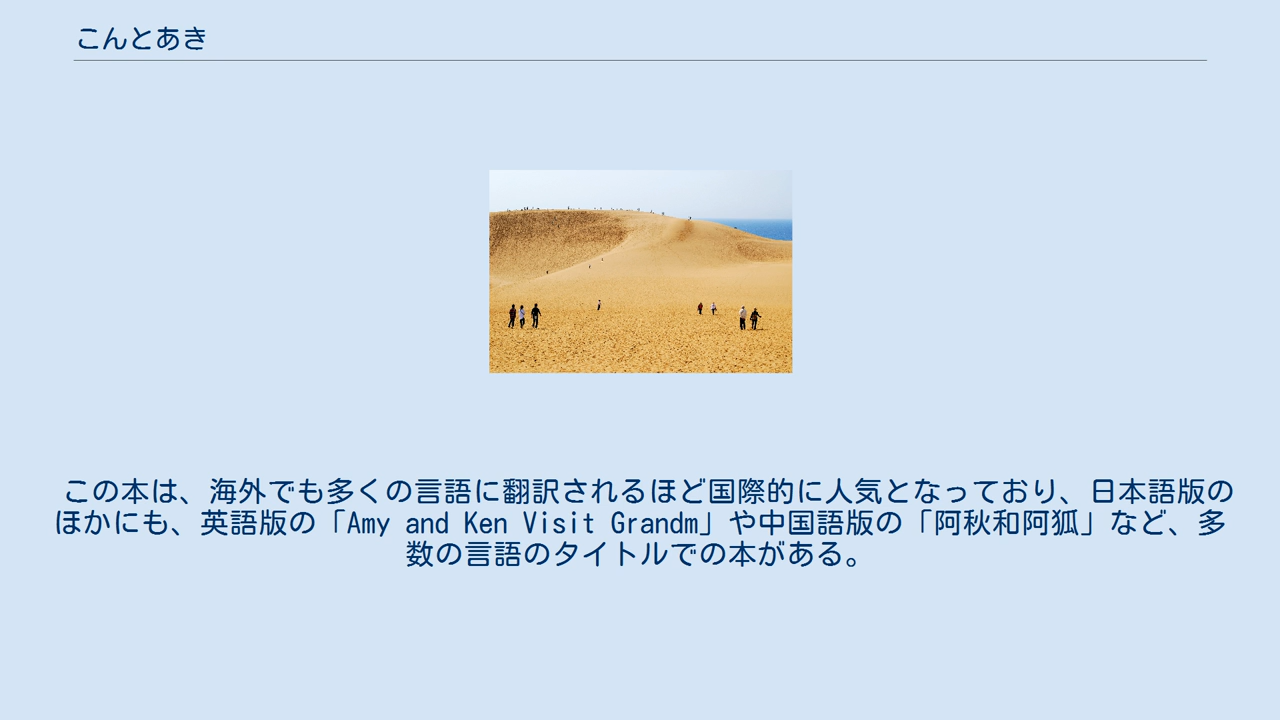 こんとあき
この本は、海外でも多くの言語に翻訳されるほど国際的に人気となっており、日本語版の
ほかにも、英語版の「Amy and Ken Visit Grandm」や中国語版の「阿秋和阿狐」など、多
数の言語のタイトルでの本がある。